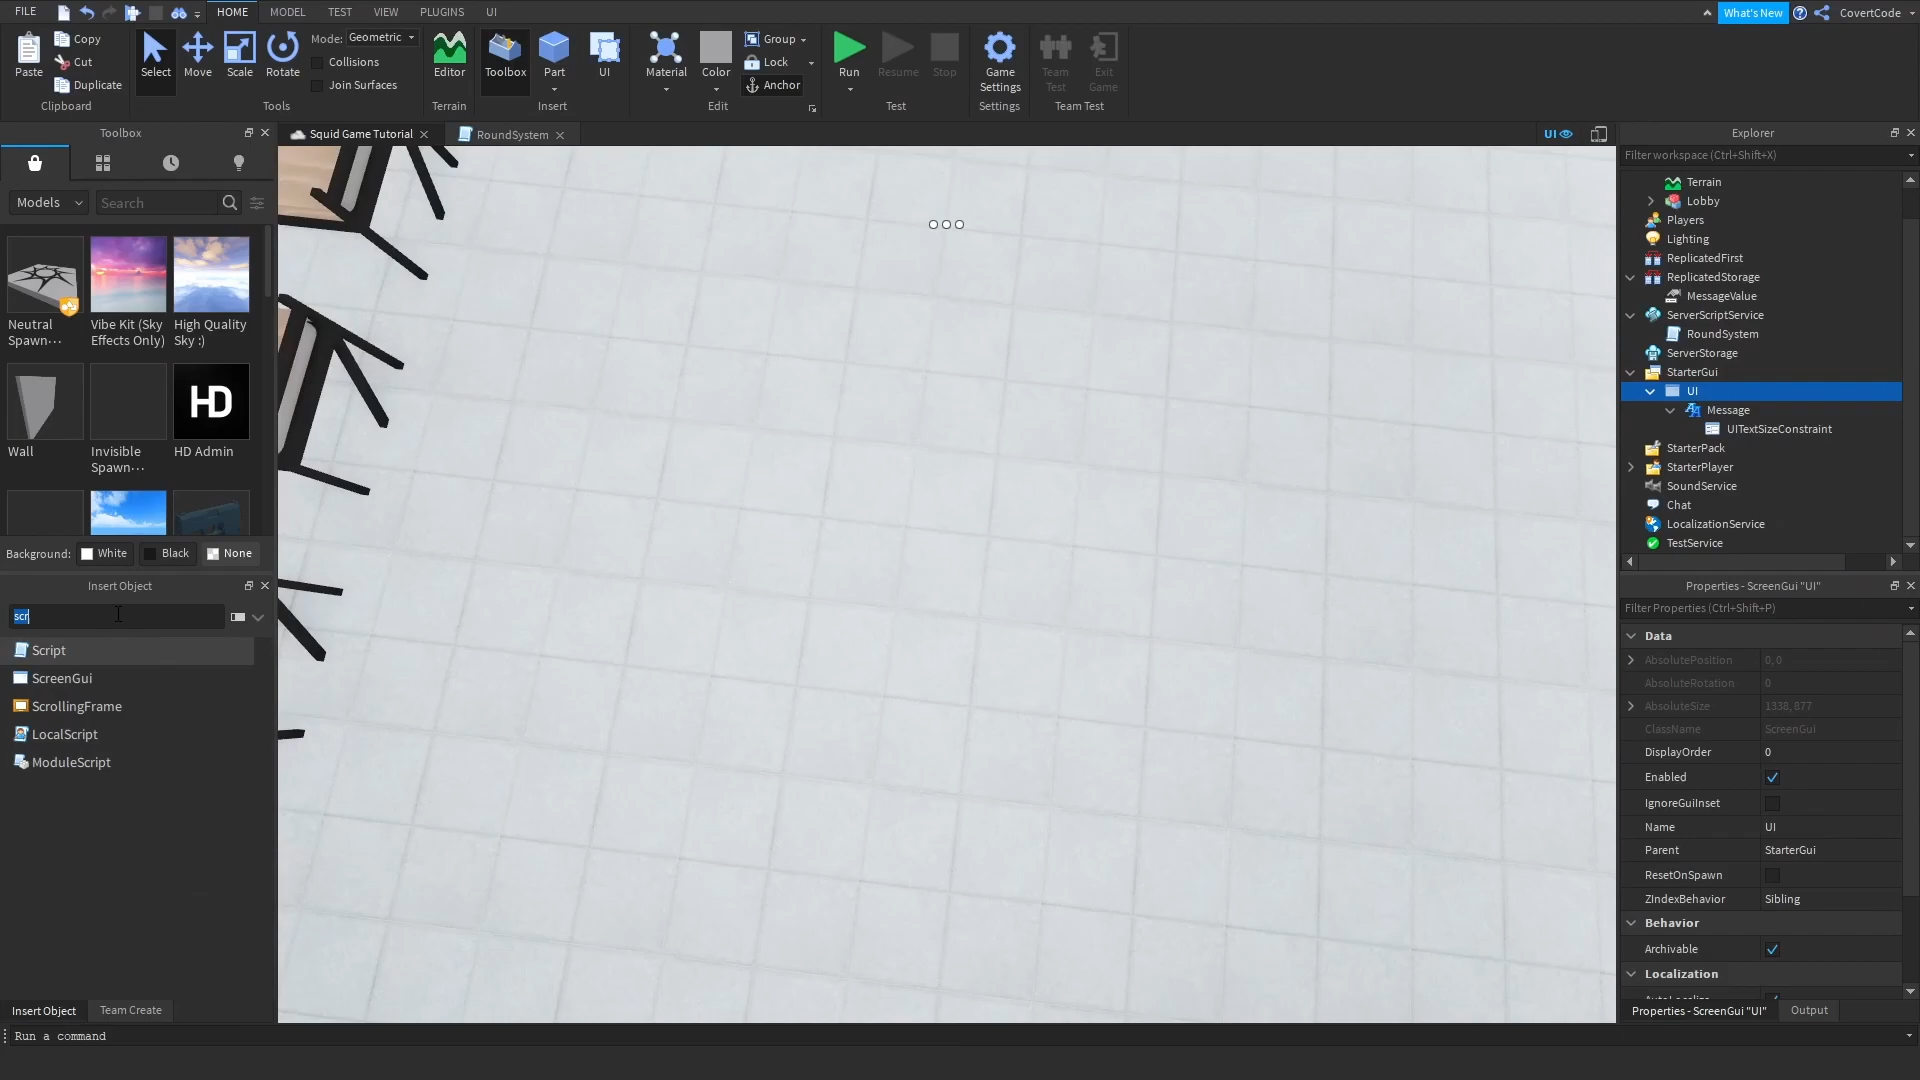 FILE
HOME
MODEL
TEST
VIEW
PLUGINS
UI
What's New
CovertCode
Paste
Copy
Cut
Duplicate
Clipboard
Select
Move
Scale
Rotate
Mode: Geometric
Collisions
Join Surfaces
Tools
Editor
Terrain
Toolbox
Part
UI
Insert
Material
Color
Group
Lock
Anchor
Edit
Run
Resume
Stop
Test
Game
Settings
Settings
Team
Test
Exit
Game
Team Test
Toolbox
Squid Game Tutorial
RoundSystem
UI
Models
Search
Neutral
Spawn···
Vibe Kit (Sky
Effects Only)
High Quality
Sky :)
Wall
Invisible
Spawn···
HD
HD Admin
Background: White Black None
Insert Object
scr
Script
ScreenGui
ScrollingFrame
LocalScript
ModuleScript
Insert Object
Team Create
Run a command
Explorer
Filter workspace (Ctrl+Shift+X)
Terrain
Lobby
Players
Lighting
ReplicatedFirst
ReplicatedStorage
MessageValue
ServerScriptService
RoundSystem
ServerStorage
StarterGui
UI
Message
UITextSizeConstraint
StarterPack
StarterPlayer
SoundService
Chat
LocalizationService
TestService
Properties - ScreenGui "UI"
Filter Properties (Ctrl+Shift+P)
Data
AbsolutePosition 0, 0
AbsoluteRotation 0
AbsoluteSize 1338, 877
ClassName ScreenGui
DisplayOrder 0
Enabled
IgnoreGuiInset
Name UI
Parent StarterGui
ResetOnSpawn
ZIndexBehavior Sibling
Behavior
Archivable
Localization
Properties - ScreenGui "UI"
Output